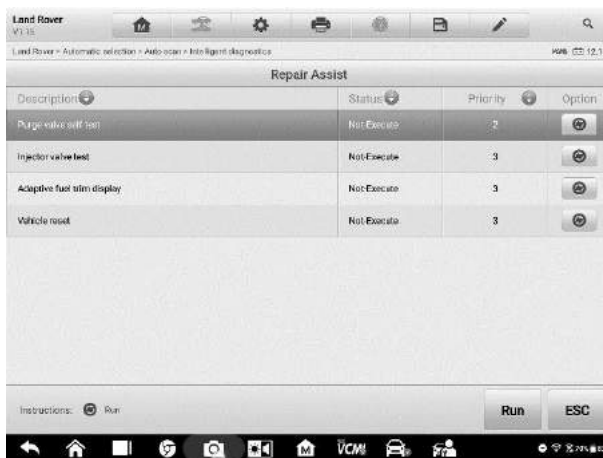 Land Rover
V1.15
Land Rover > Automatic selection > Auto scan > Intelligent diagnostics
Repair Assist
Description Status Priority Option
Purge valve self test Not Execute 2
Injector valve test Not Execute 3
Adaptive fuel trim display Not Execute 3
Vehicle reset Not Execute 3
Instructions: Run
Run ESC
VCMI